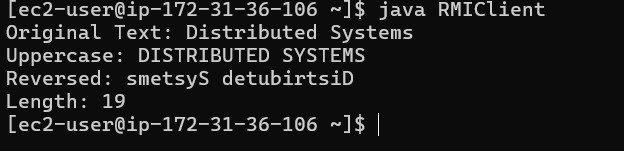 [ec2-user@ip-172-31-36-106 ~]$ java RMIClient
Original Text: Distributed Systems
Uppercase: DISTRIBUTED SYSTEMS
Reversed: smetsyS detubirtsiD
Length: 19
[ec2-user@ip-172-31-36-106 ~]$